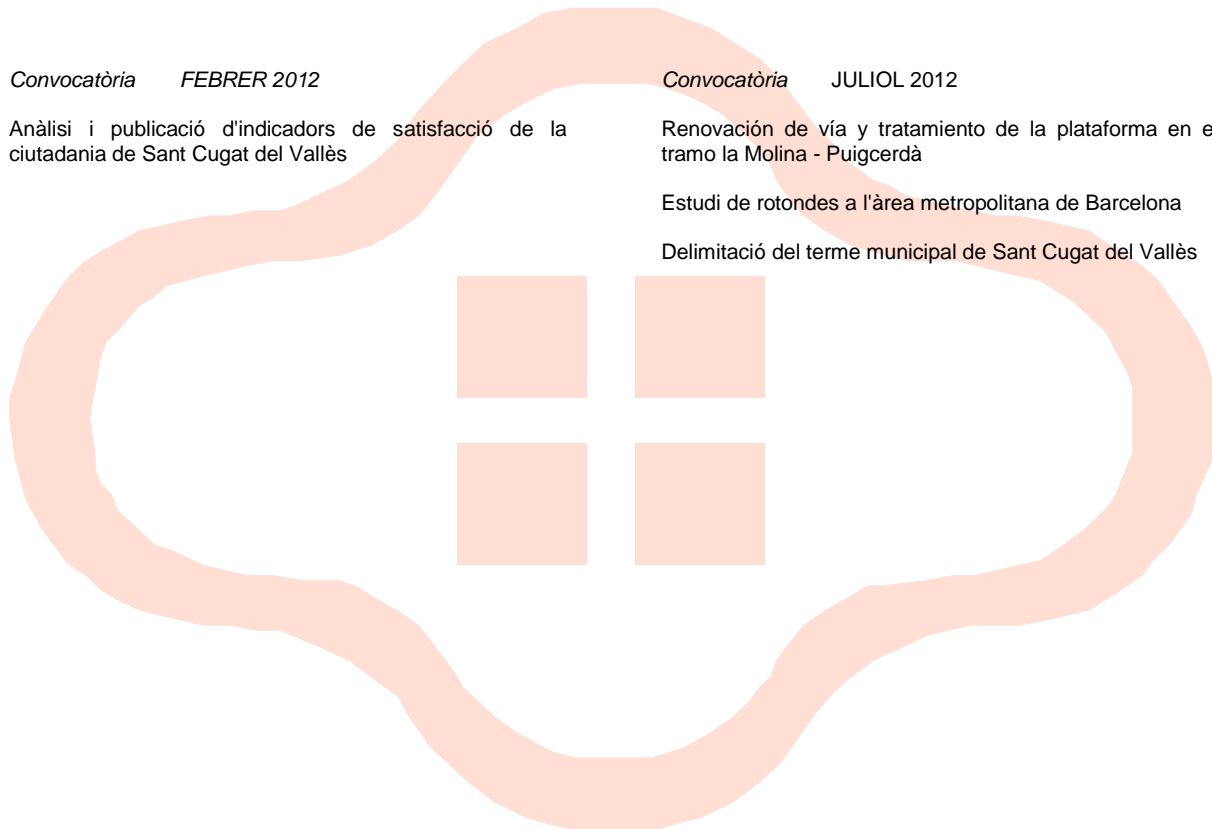 Convocatòria FEBRER 2012
Anàlisi i publicació d'indicadors de satisfacció de la
ciutadania de Sant Cugat del Vallès
Convocatòria JULIOL 2012
Renovación de vía y tratamiento de la plataforma en e
tramo la Molina - Puigcerdà
Estudi de rotondes a l'àrea metropolitana de Barcelona
Delimitació del terme municipal de Sant Cugat del Vallès